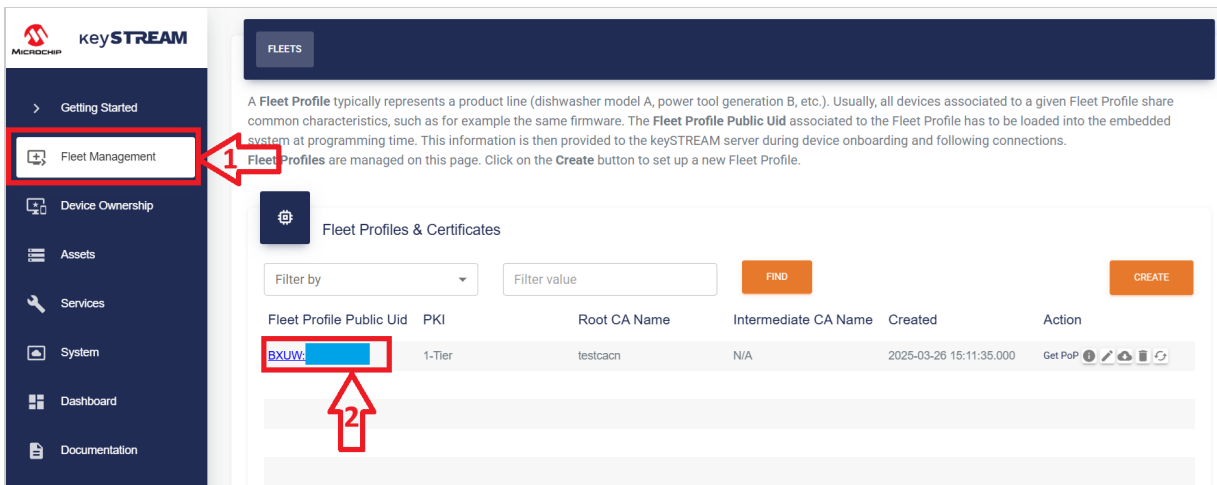 MICROCHIP
keySTREAM
Getting Started
Fleet Management
Device Ownership
Assets
Services
System
Dashboard
Documentation
1
FLEETS
A Fleet Profile typically represents a product line (dishwasher model A, power tool generation B, etc.). Usually, all devices associated to a given Fleet Profile share
common characteristics, such as for example the same firmware. The Fleet Profile Public Uid associated to the Fleet Profile has to be loaded into the embedded
system at programming time. This information is then provided to the keySTREAM server during device onboarding and following connections.
Fleet Profiles are managed on this page. Click on the Create button to set up a new Fleet Profile.
Fleet Profiles & Certificates
Filter by
Filter value
FIND
CREATE
Fleet Profile Public Uid PKI Root CA Name Intermediate CA Name Created Action
BXUW: 1-Tier testcacn N/A 2025-03-26 15:11:35.000 Get PoP
2